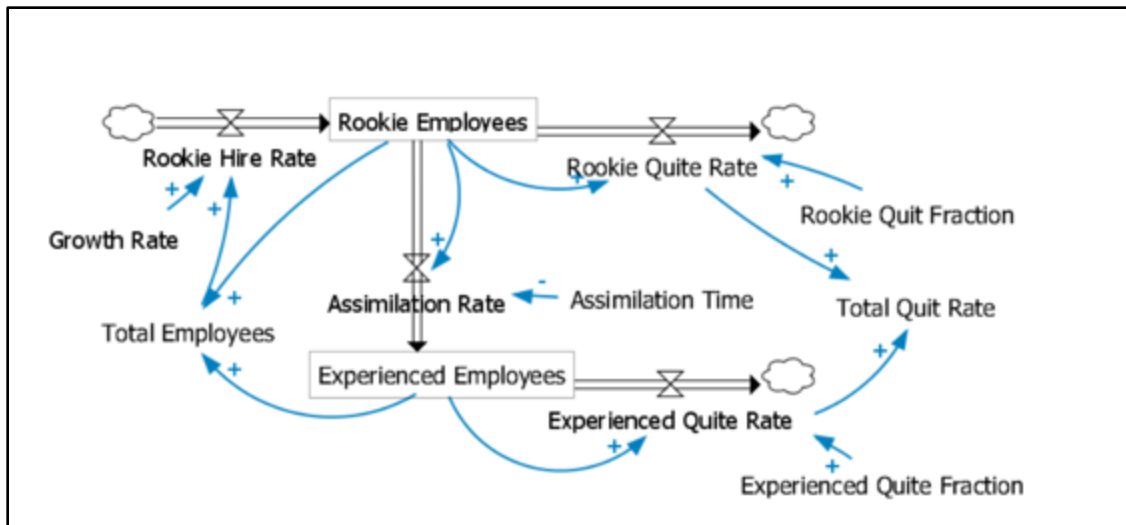 Rookie Employees
Rookie Hire Rate
Rookie Quite Rate
+
+
+
+
Rookie Quit Fraction
Growth Rate
+
+
Assimilation Rate
-
Assimilation Time
+
Total Quit Rate
Total Employees
+
+
Experienced Employees
Experienced Quite Rate
+
+
Experienced Quite Fraction